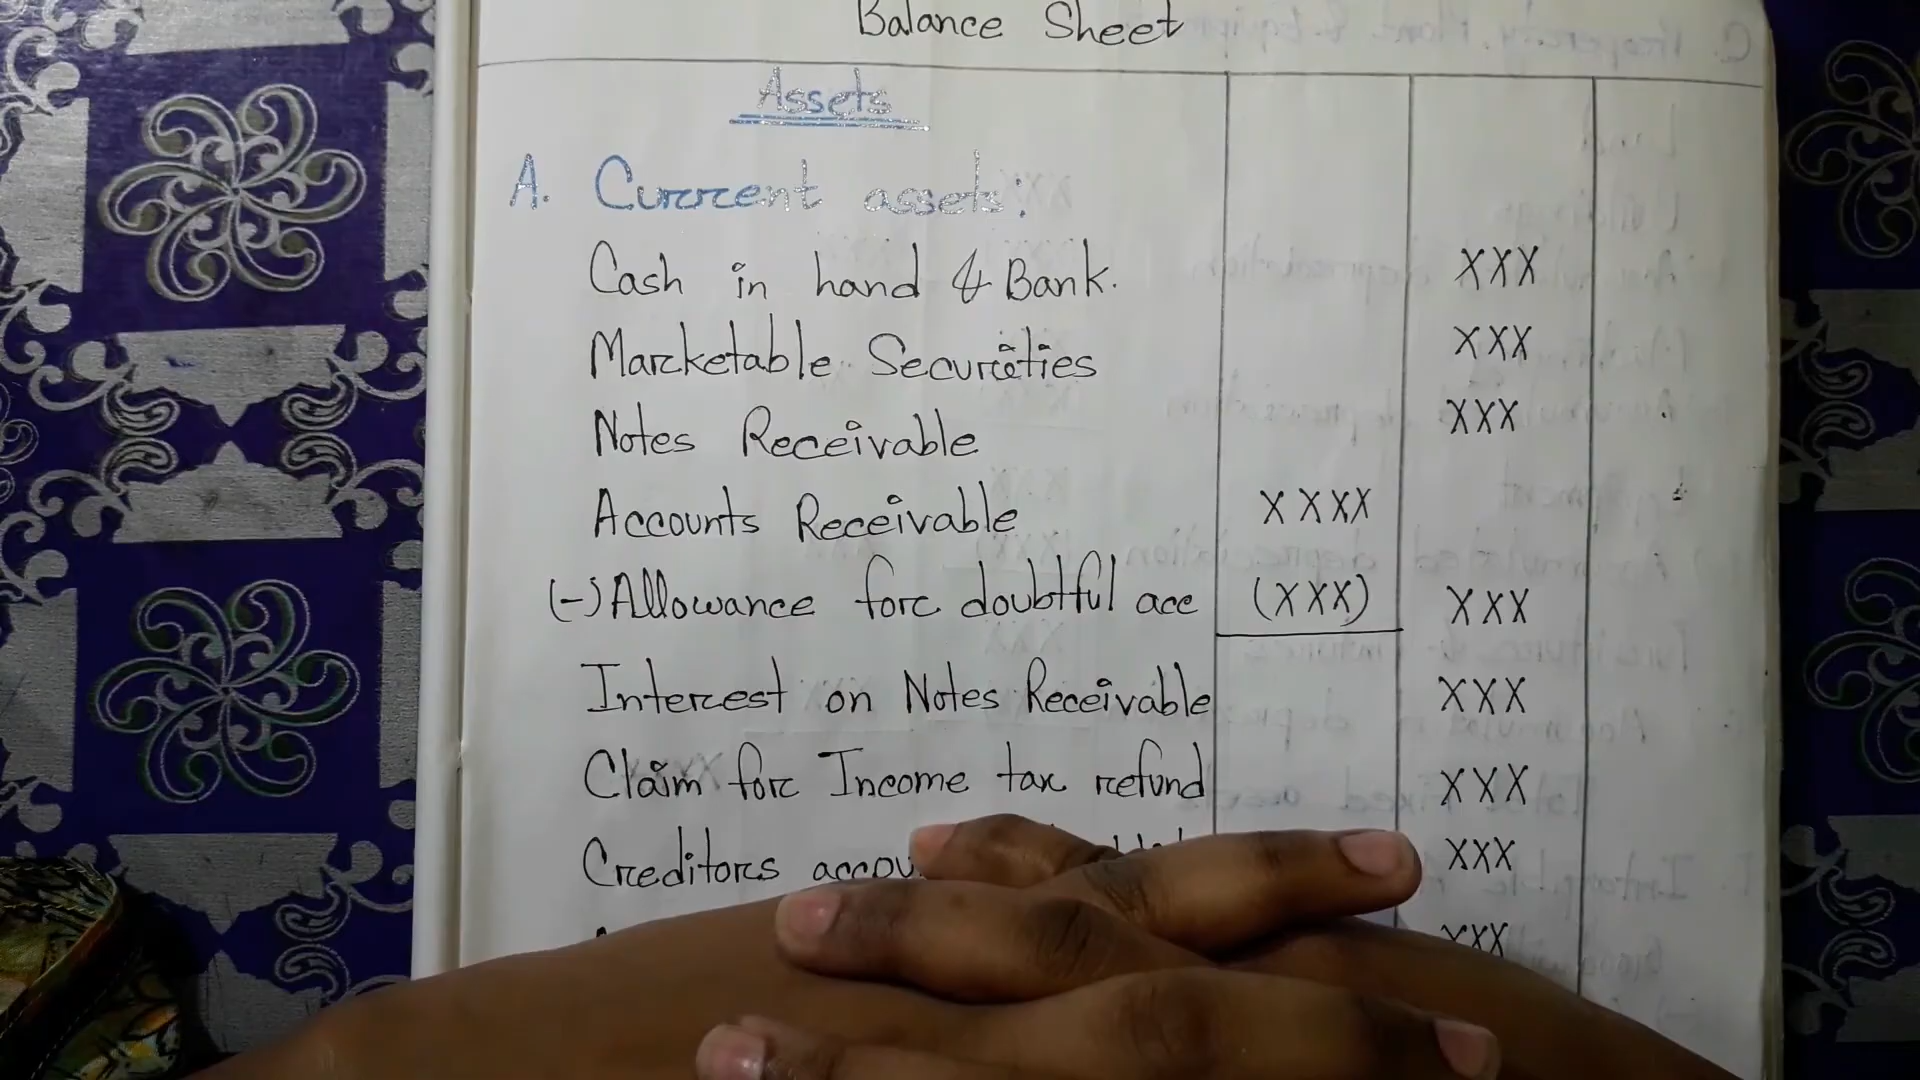 Balance Sheet
Assets
A. Current assets:
Cash in hand & Bank. XXX
Marketable Securities XXX
Notes Receivable XXX
Accounts Receivable XXXX
(-) Allowance for doubtful acc (XXX) XXX
Interest on Notes Receivable XXX
Claim for Income tax refund XXX
Creditors XXX
XXX